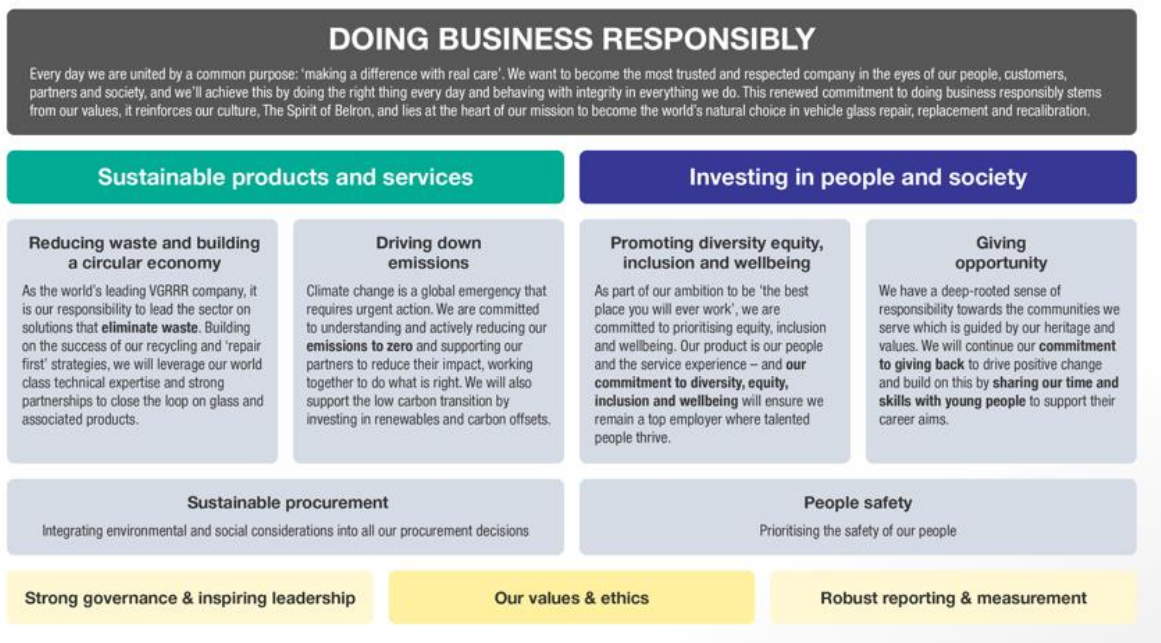 DOING BUSINESS RESPONSIBLY
Every day we are united by a common purpose: 'making a difference with real care'. We want to become the most trusted and respected company in the eyes of our people, customers,
partners and society, and we'll achieve this by doing the right thing every day and behaving with integrity in everything we do. This renewed commitment to doing business responsibly stems
from our values, it reinforces our culture, The Spirit of Belron, and lies at the heart of our mission to become the world's natural choice in vehicle glass repair, replacement and recalibration.
Sustainable products and services
Reducing waste and building
a circular economy
As the world's leading VGRRR company, it
is our responsibility to lead the sector on
solutions that eliminate waste. Building
on the success of our recycling and 'repair
first' strategies, we will leverage our world
class technical expertise and strong
partnerships to close the loop on glass and
associated products.
Driving down
emissions
Climate change is a global emergency that
requires urgent action. We are committed
to understanding and actively reducing our
emissions to zero and supporting our
partners to reduce their impact, working
together to do what is right. We will also
support the low carbon transition by
investing in renewables and carbon offsets.
Sustainable procurement
Integrating environmental and social considerations into all our procurement decisions
Investing in people and society
Promoting diversity equity,
inclusion and wellbeing
As part of our ambition to be 'the best
place you will ever work', we are
committed to prioritising equity, inclusion
and wellbeing. Our product is our people
and the service experience – and our
commitment to diversity, equity,
inclusion and wellbeing will ensure we
remain a top employer where talented
people thrive.
Giving
opportunity
We have a deep-rooted sense of
responsibility towards the communities we
serve which is guided by our heritage and
values. We will continue our commitment
to giving back to drive positive change
and build on this by sharing our time and
skills with young people to support their
career aims.
People safety
Prioritising the safety of our people
Strong governance & inspiring leadership
Our values & ethics
Robust reporting & measurement